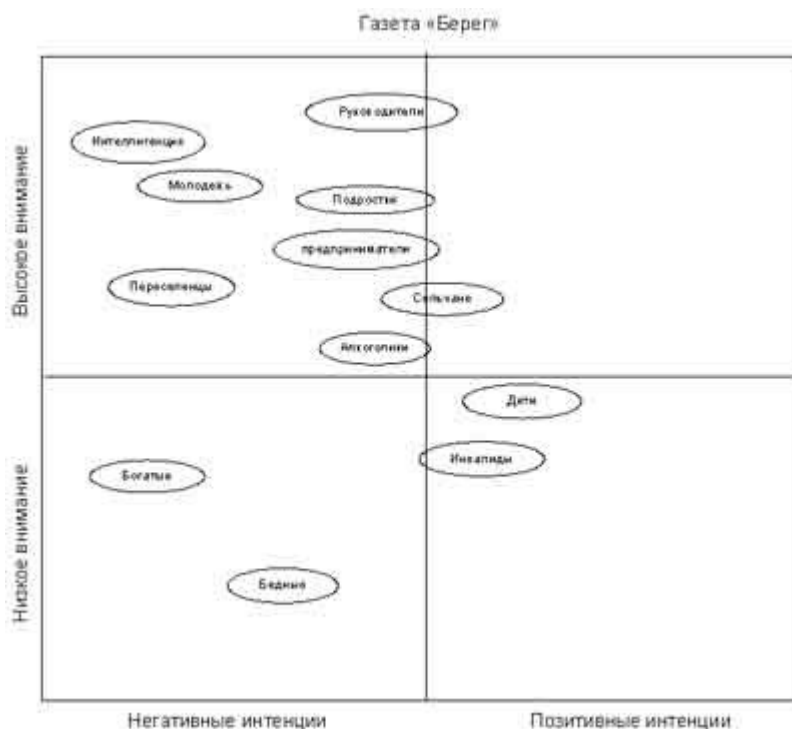 Газета «Берег»
Руководители
Интеллигенция
Молодежь
Подростки
предприниматели
Переселенцы
Сельчане
Алкоголики
Дети
Инвалиды
Богатые
Бедные
Высокое внимание
Низкое внимание
Негативные интенции
Позитивные интенции